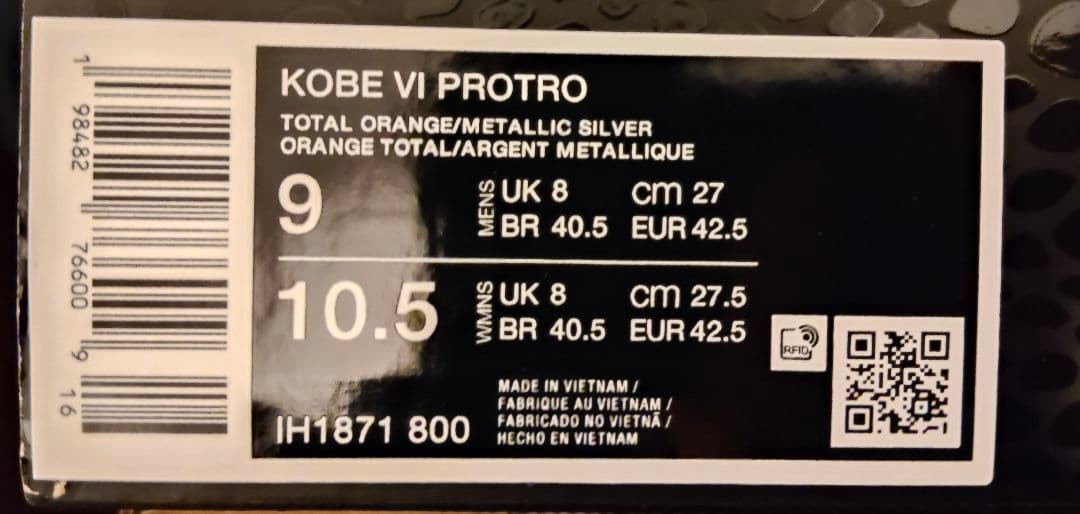 1 98482 76600 9 16
KOBE VI PROTRO
TOTAL ORANGE/METALLIC SILVER
ORANGE TOTAL/ARGENT METALLIQUE
9 MENS UK 8 cm 27
BR 40.5 EUR 42.5
10.5 WMNS UK 8 cm 27.5
BR 40.5 EUR 42.5
RFID
IH1871 800
MADE IN VIETNAM /
FABRIQUE AU VIETNAM /
FABRICADO NO VIETNÃ /
HECHO EN VIETNAM